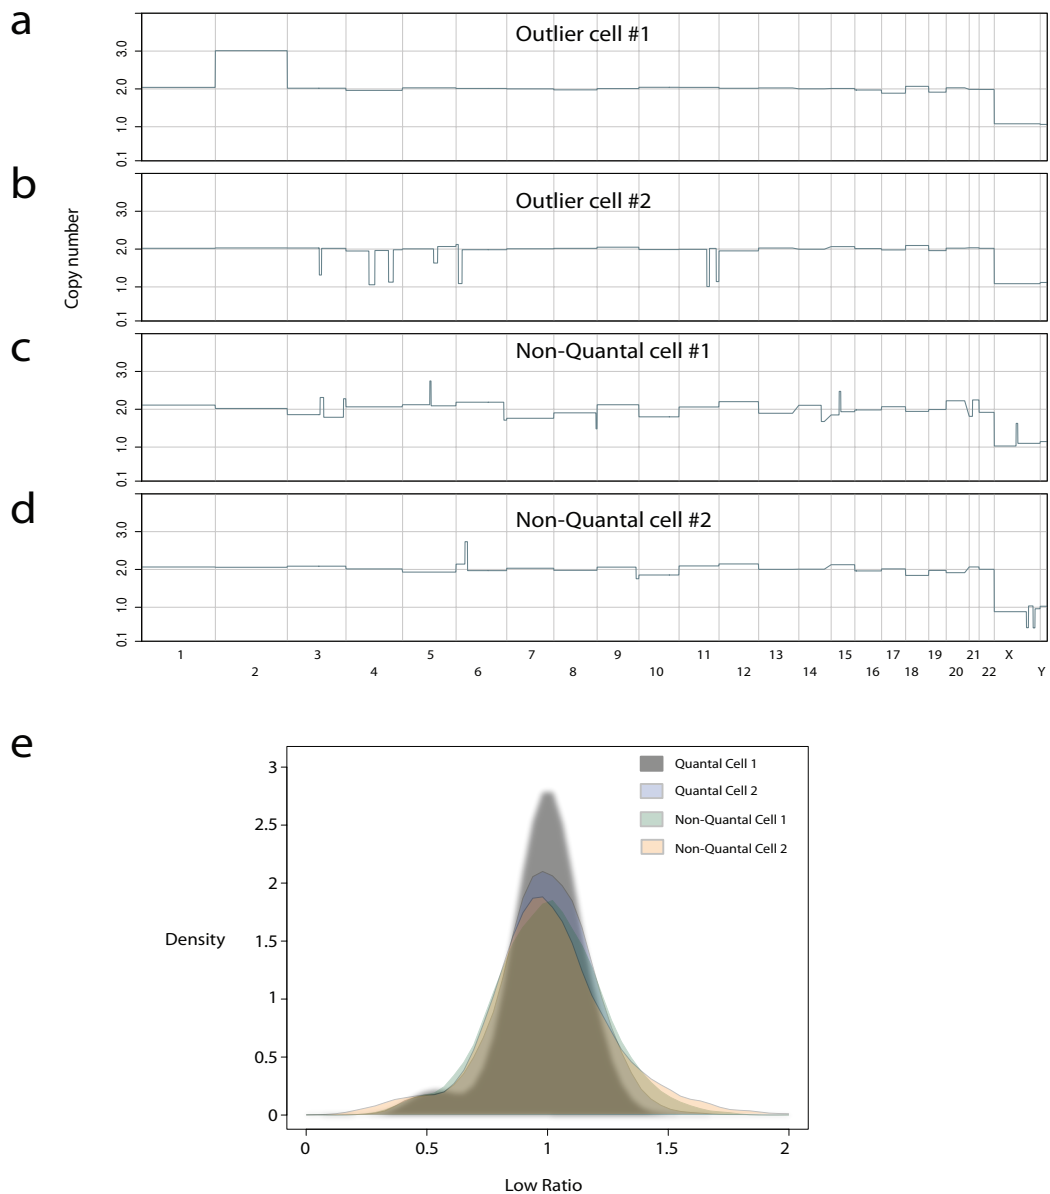 a
Outlier cell #1
3.0
2.0
1.0
0.1
b
Outlier cell #2
3.0
2.0
1.0
0.1
Copy number
c
Non-Quantal cell #1
3.0
2.0
1.0
0.1
d
Non-Quantal cell #2
3.0
2.0
1.0
0.1
1 3 5 7 9 11 13 15 17 19 21 X
2 4 6 8 10 12 14 16 18 20 22 Y
e
3
2.5
2
1.5
1
0.5
0
Density
Quantal Cell 1
Quantal Cell 2
Non-Quantal Cell 1
Non-Quantal Cell 2
0 0.5 1 1.5 2
Low Ratio